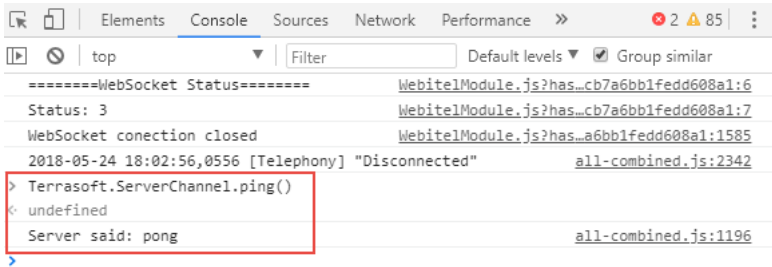 Elements Console Sources Network Performance » 2 85
top Filter Default levels Group similar
========WebSocket Status======== WebitelModule.js?has…cb7a6bb1fedd608a1:6
Status: 3 WebitelModule.js?has…cb7a6bb1fedd608a1:7
WebSocket conection closed WebitelModule.js?has…a6bb1fedd608a1:1585
2018-05-24 18:02:56,0556 [Telephony] "Disconnected" all-combined.js:2342
> Terrasoft.ServerChannel.ping()
undefined
Server said: pong all-combined.js:1196
>